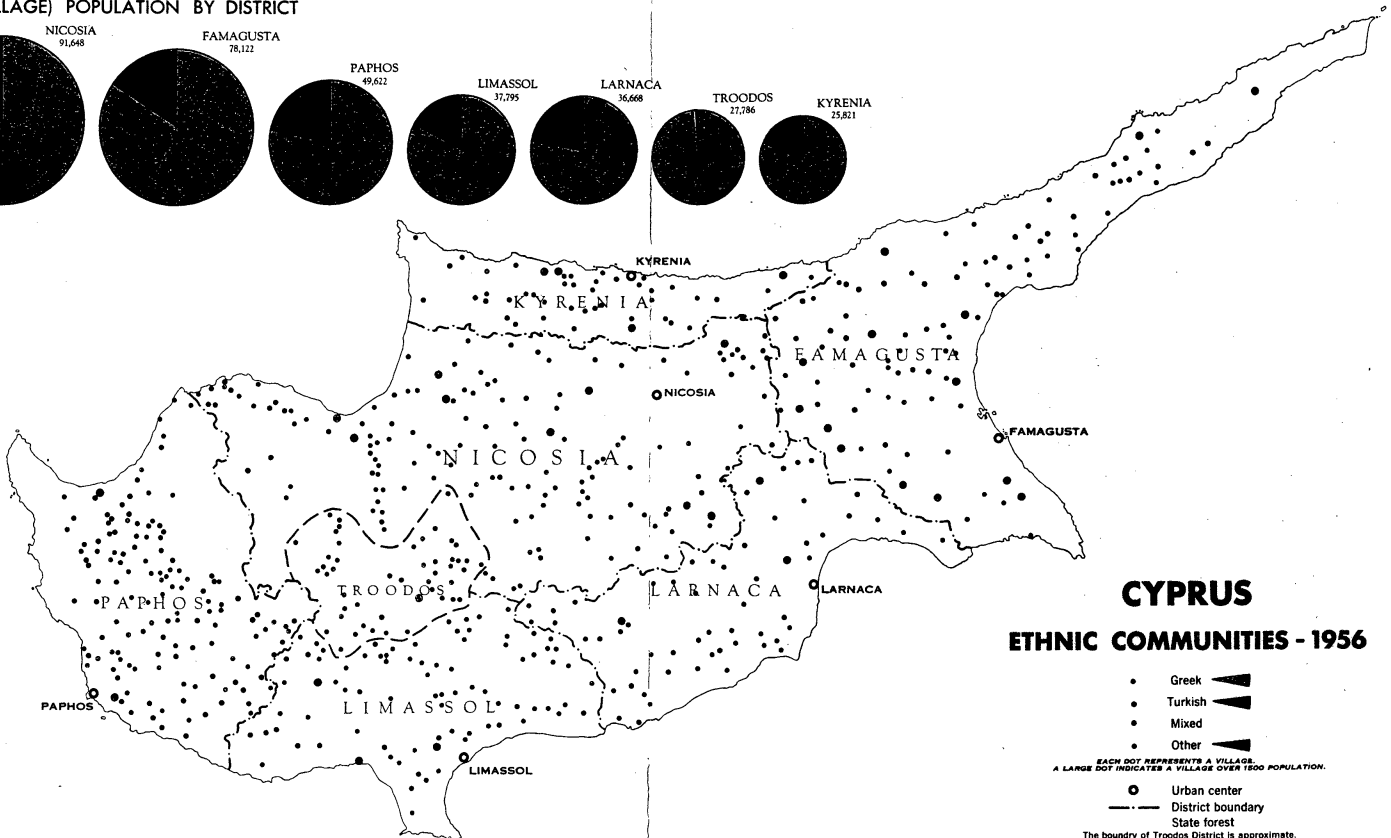 LLAGE) POPULATION BY DISTRICT
NICOSIA
91,648
FAMAGUSTA
78,122
PAPHOS
49,622
LIMASSOL
37,795
LARNACA
36,668
TROODOS
27,786
KYRENIA
25,821
KYRENIA
KYRENIA
FAMAGUSTA
NICOSIA
FAMAGUSTA
NICOSIA
TROODOS
LARNACA
LARNACA
PAPHOS
PAPHOS
LIMASSOL
LIMASSOL
CYPRUS
ETHNIC COMMUNITIES - 1956
Greek
Turkish
Mixed
Other
EACH DOT REPRESENTS A VILLAGE.
A LARGE DOT INDICATES A VILLAGE OVER 1500 POPULATION.
Urban center
District boundary
State forest
The boundry of Troodos District is approximate.